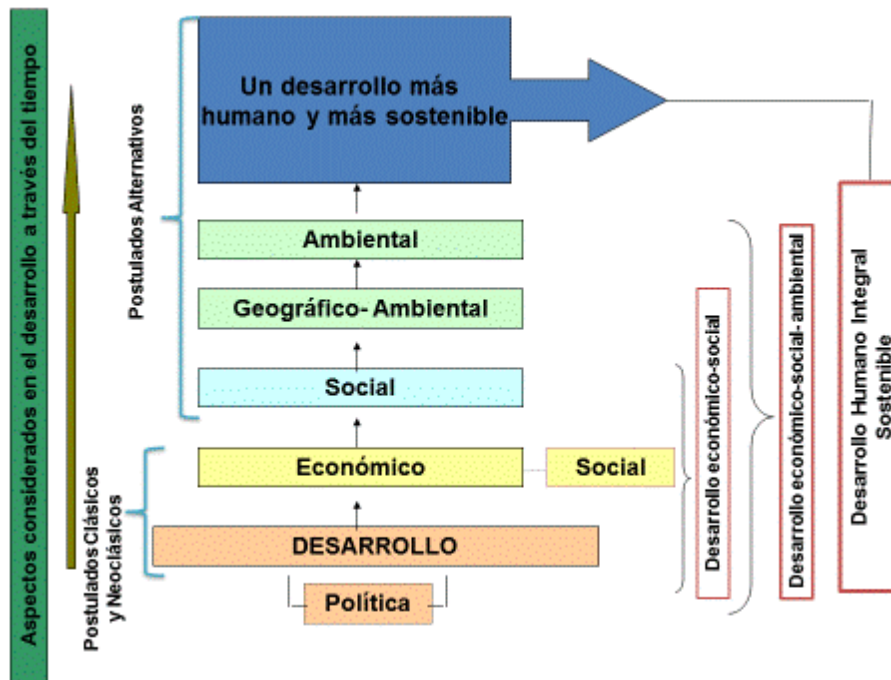 Aspectos considerados en el desarrollo a través del tiempo
Postulados Alternativos
Postulados Clásicos
y Neoclásicos
Un desarrollo más
humano y más sostenible
Ambiental
Geográfico- Ambiental
Social
Económico
Social
DESARROLLO
Política
Desarrollo económico-social
Desarrollo económico-social- ambiental
Desarrollo Humano Integral
Sostenible